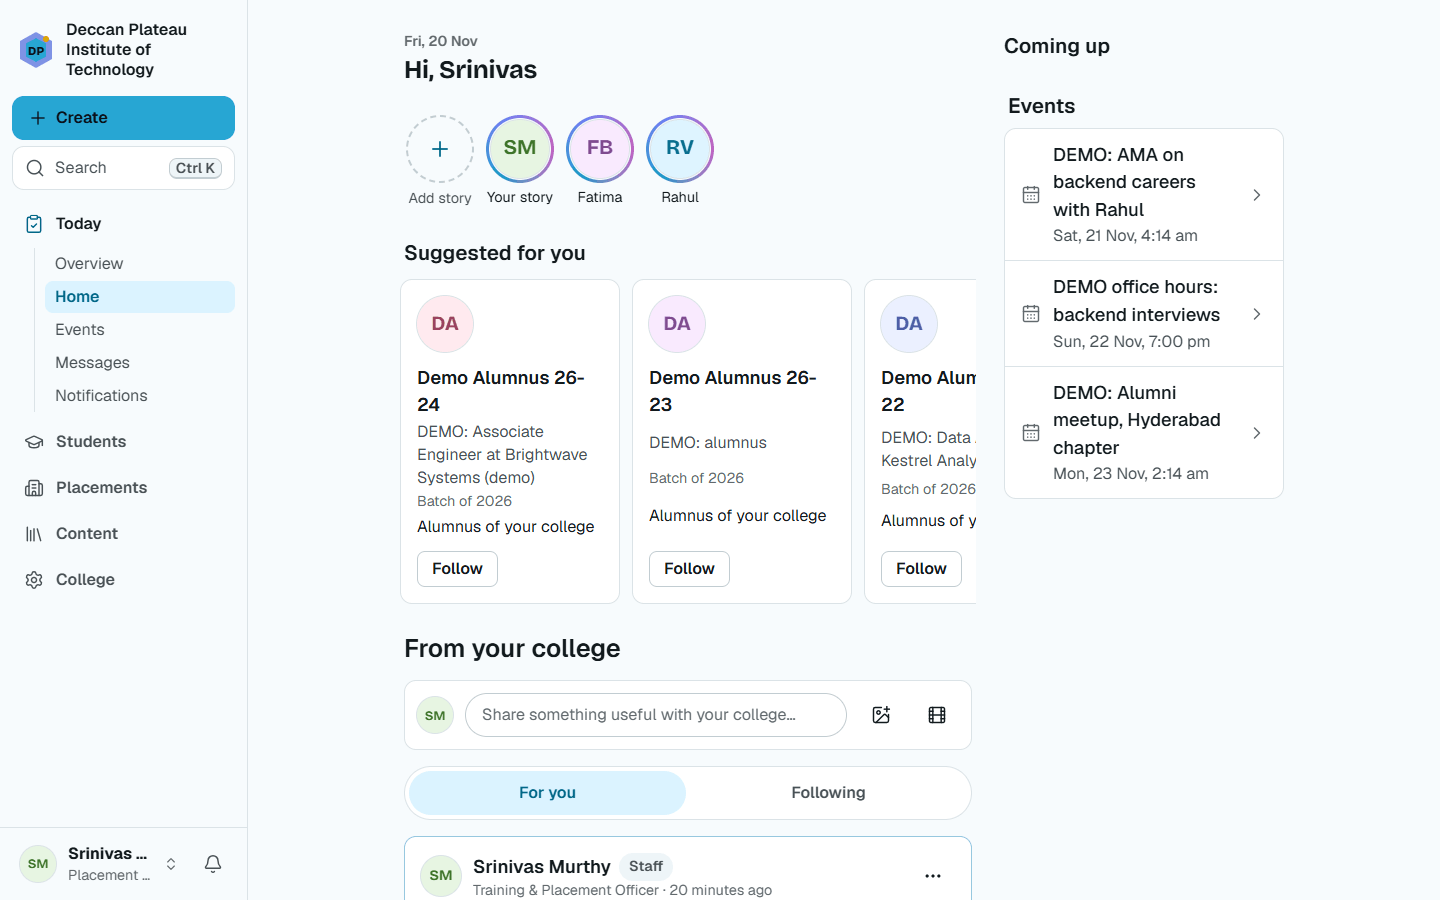 DP
Deccan Plateau
Institute of
Technology
Create
Search
Ctrl K
Today
Overview
Home
Events
Messages
Notifications
Students
Placements
Content
College
SM
Srinivas ...
Placement ...
Fri, 20 Nov
Hi, Srinivas
Add story
SM
Your story
FB
Fatima
RV
Rahul
Suggested for you
DA
Demo Alumnus 26-
24
DEMO: Associate
Engineer at Brightwave
Systems (demo)
Batch of 2026
Alumnus of your college
Follow
DA
Demo Alumnus 26-
23
DEMO: alumnus
Batch of 2026
Alumnus of your college
Follow
DA
Demo Alum
22
DEMO: Data
Kestrel Analy
Batch of 2026
Alumnus of y
Follow
From your college
SM
Share something useful with your college...
For you
Following
SM
Srinivas Murthy
Staff
Training & Placement Officer · 20 minutes ago
Coming up
Events
DEMO: AMA on
backend careers
with Rahul
Sat, 21 Nov, 4:14 am
DEMO office hours:
backend interviews
Sun, 22 Nov, 7:00 pm
DEMO: Alumni
meetup, Hyderabad
chapter
Mon, 23 Nov, 2:14 am